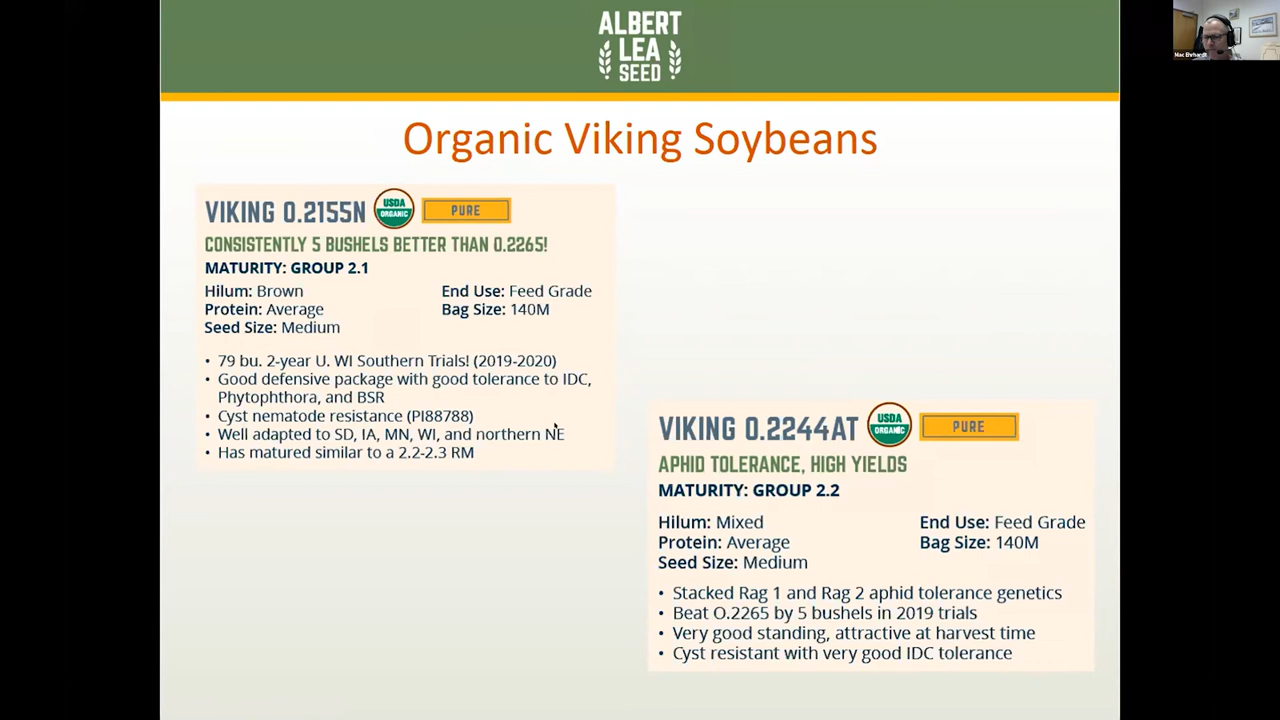 ALBERT
LEA
SEED
Mac Ehrhardt
Organic Viking Soybeans
VIKING 0.2155N
USDA
ORGANIC
PURE
CONSISTENTLY 5 BUSHELS BETTER THAN 0.2265!
MATURITY: GROUP 2.1
Hilum: Brown
End Use: Feed Grade
Protein: Average
Bag Size: 140M
Seed Size: Medium
• 79 bu. 2-year U. WI Southern Trials! (2019-2020)
• Good defensive package with good tolerance to IDC,
Phytophthora, and BSR
• Cyst nematode resistance (PI88788)
• Well adapted to SD, IA, MN, WI, and northern NE
• Has matured similar to a 2.2-2.3 RM
VIKING 0.2244AT
USDA
ORGANIC
PURE
APHID TOLERANCE, HIGH YIELDS
MATURITY: GROUP 2.2
Hilum: Mixed
End Use: Feed Grade
Protein: Average
Bag Size: 140M
Seed Size: Medium
• Stacked Rag 1 and Rag 2 aphid tolerance genetics
• Beat O.2265 by 5 bushels in 2019 trials
• Very good standing, attractive at harvest time
• Cyst resistant with very good IDC tolerance